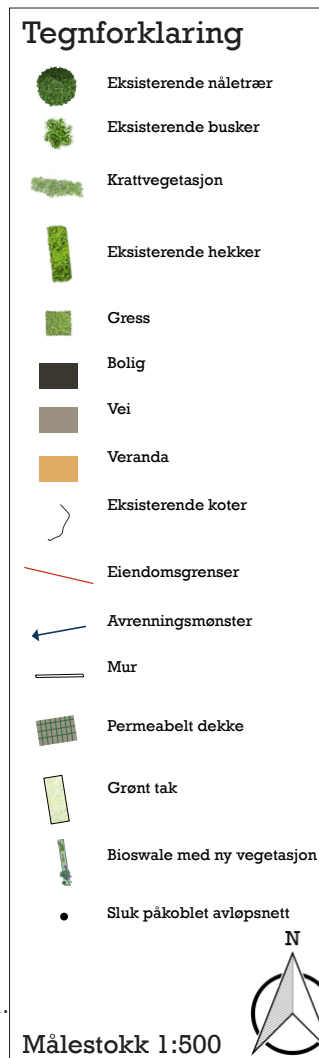 Tegnforklaring
Eksisterende nåletrær
Eksisterende busker
Krattvegetasjon
Eksisterende hekker
Gress
Bolig
Vei
Veranda
Eksisterende koter
Eiendomsgrenser
Avrenningsmønster
Mur
Permeabelt dekke
Grønt tak
Bioswale med ny vegetasjon
Sluk påkoblet avløpsnett
N
.
Målestokk 1:500